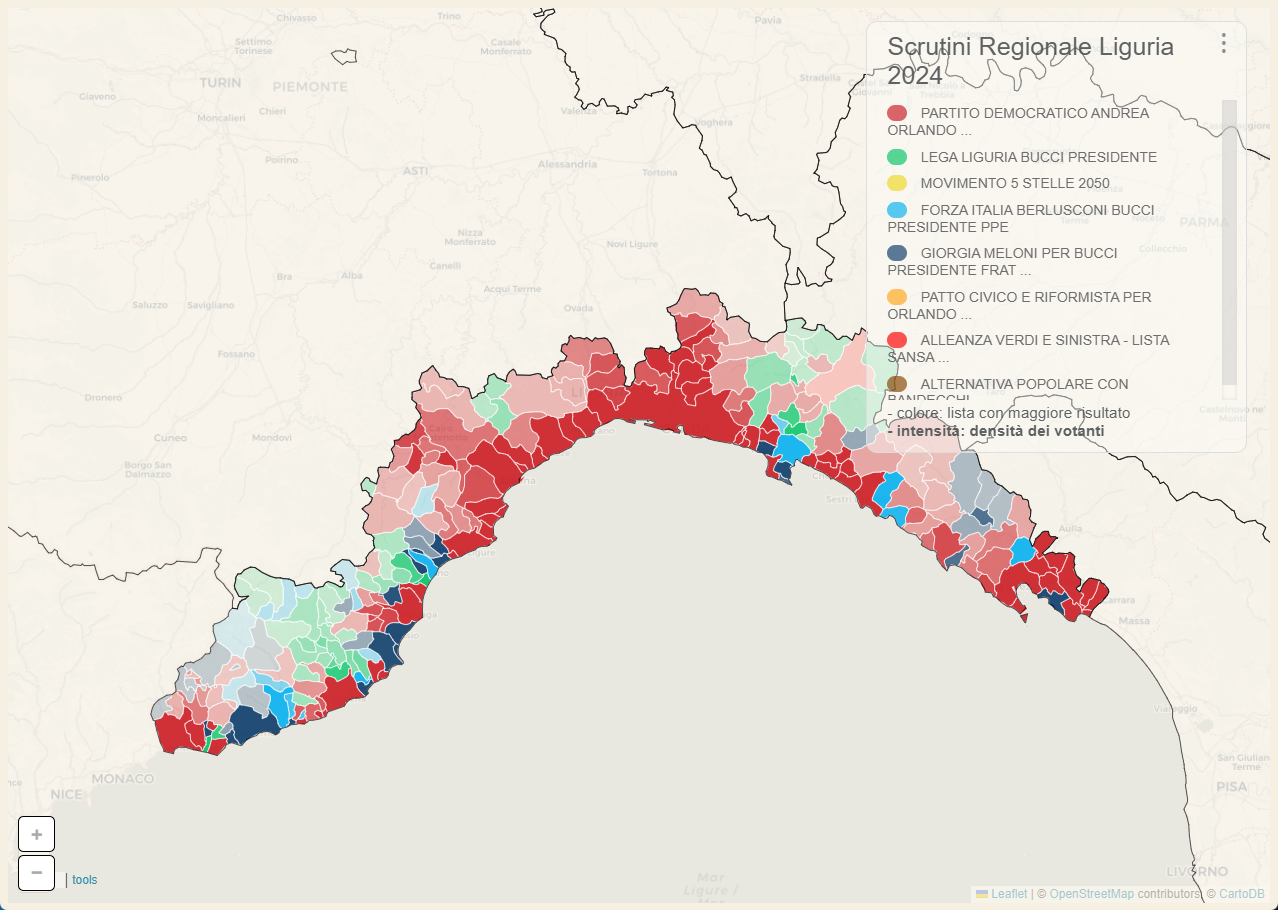 Scrutini Regionale Liguria
2024
PARTITO DEMOCRATICO ANDREA
ORLANDO ...
LEGA LIGURIA BUCCI PRESIDENTE
MOVIMENTO 5 STELLE 2050
FORZA ITALIA BERLUSCONI BUCCI
PRESIDENTE PPE
GIORGIA MELONI PER BUCCI
PRESIDENTE FRAT ...
PATTO CIVICO E RIFORMISTA PER
ORLANDO ...
ALLEANZA VERDI E SINISTRA - LISTA
SANSA ...
ALTERNATIVA POPOLARE CON
BANDECCHI
- colore: lista con maggiore risultato
- intensità: densità dei votanti
Chivasso
Trino
Pavia
Settimo
Torinese
Casale
Monferrato
TURIN
PIEMONTE
Stradella
Giaveno
Chieri
Moncalieri
Valenza
Voghera
Poirino
Alessandria
Pinerolo
ASTI
Tortona
PARMA
Collecchio
Nizza
Monferrato
Novi Ligure
Canelli
Bra
Alba
Acqui Terme
Saluzzo
Savigliano
Ovada
Fossano
Dronero
Cuneo
Mondovì
Borgo San
Dalmazzo
Aulla
Carrara
Massa
Viareggio
MONACO
NICE
San Giuliano
Terme
PISA
LIVORNO
Mar
Ligure /
+
−
| tools
Leaflet | © OpenStreetMap contributors © CartoDB